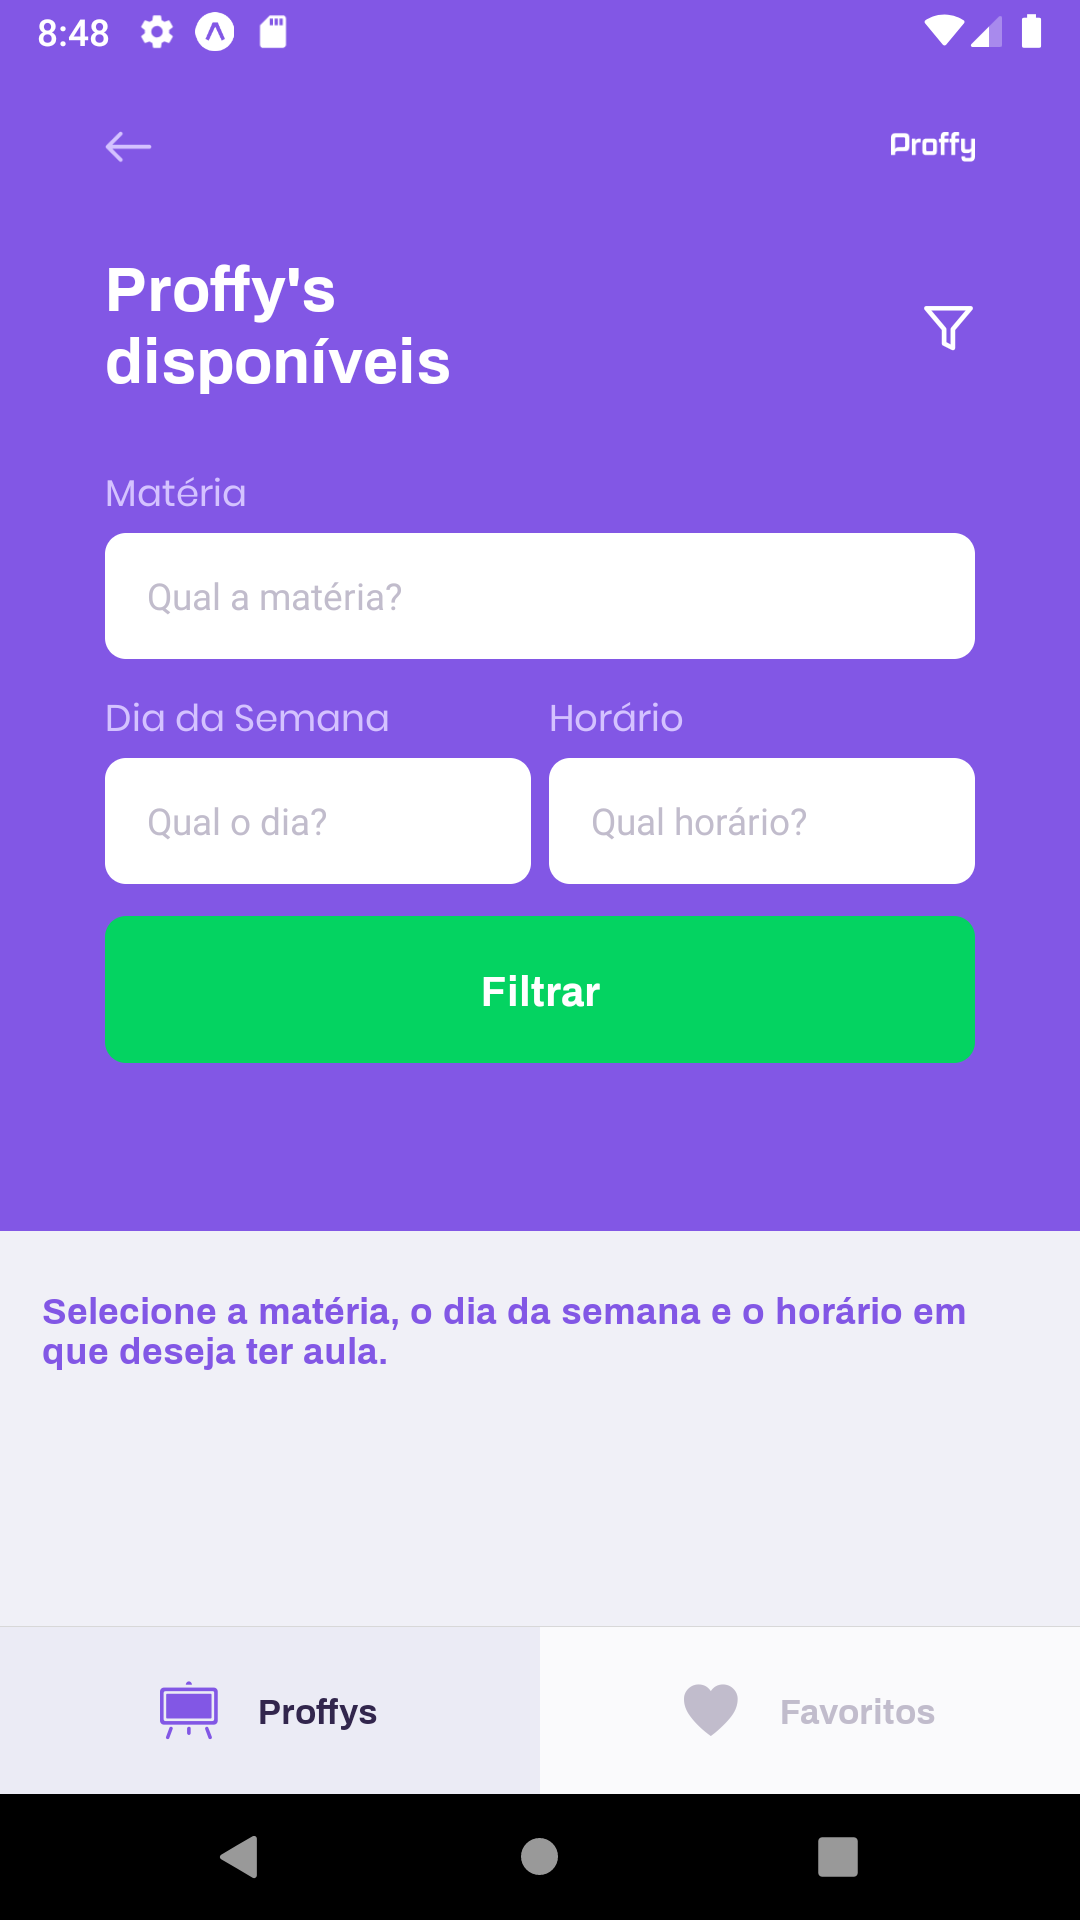 8:48
Proffy
Proffy's
disponíveis
Matéria
Qual a matéria?
Dia da Semana
Horário
Qual o dia?
Qual horário?
Filtrar
Selecione a matéria, o dia da semana e o horário em
que deseja ter aula.
Proffys
Favoritos